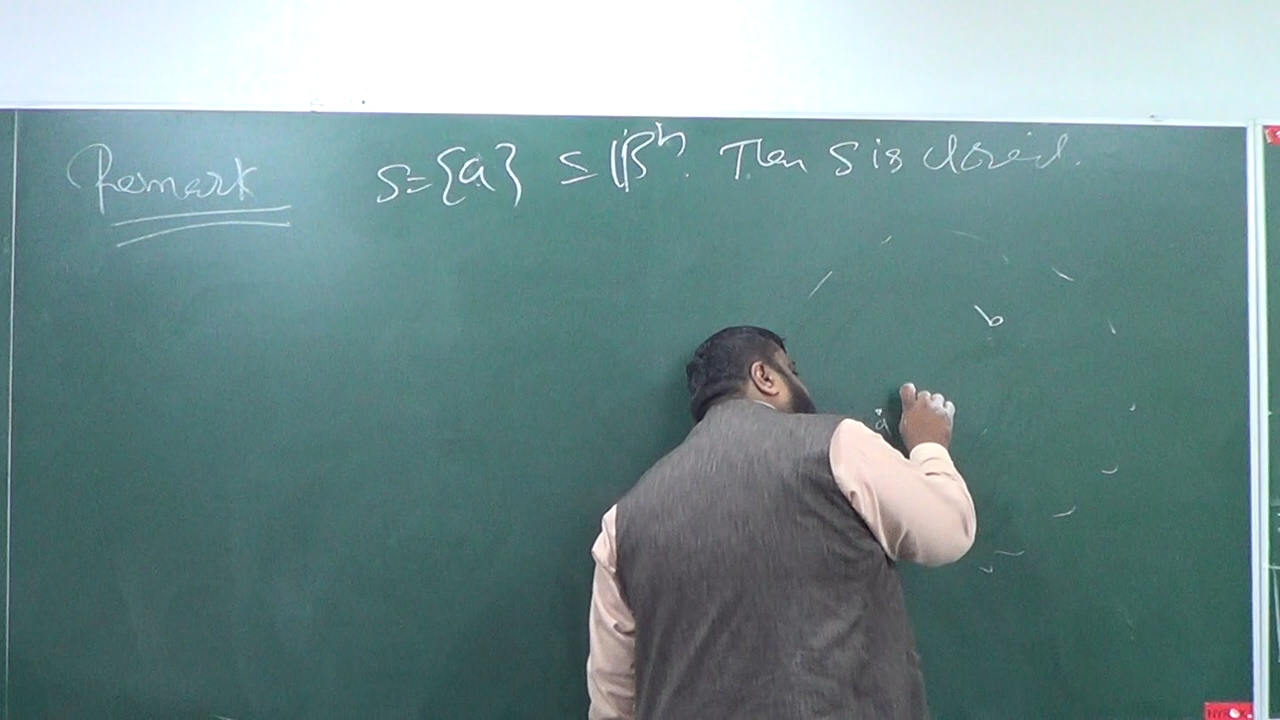 Remark S = {a} ⊆ ℝⁿ. Then S is closed.
b
a